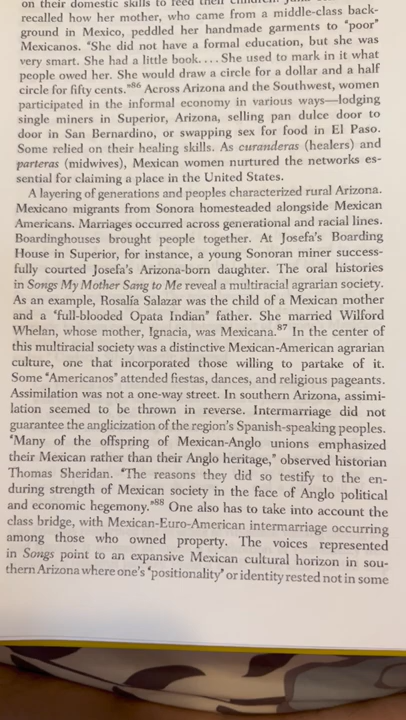 on their domestic skills to feed their children.
recalled how her mother, who came from a middle-class back-
ground in Mexico, peddled her handmade garments to "poor"
Mexicanos. "She did not have a formal education, but she was
very smart. She had a little book. . . . She used to mark in it what
people owed her. She would draw a circle for a dollar and a half
circle for fifty cents."86 Across Arizona and the Southwest, women
participated in the informal economy in various ways—lodging
single miners in Superior, Arizona, selling pan dulce door to
door in San Bernardino, or swapping sex for food in El Paso.
Some relied on their healing skills. As curanderas (healers) and
parteras (midwives), Mexican women nurtured the networks es-
sential for claiming a place in the United States.
A layering of generations and peoples characterized rural Arizona.
Mexicano migrants from Sonora homesteaded alongside Mexican
Americans. Marriages occurred across generational and racial lines.
Boardinghouses brought people together. At Josefa's Boarding
House in Superior, for instance, a young Sonoran miner success-
fully courted Josefa's Arizona-born daughter. The oral histories
in Songs My Mother Sang to Me reveal a multiracial agrarian society.
As an example, Rosalía Salazar was the child of a Mexican mother
and a "full-blooded Opata Indian" father. She married Wilford
Whelan, whose mother, Ignacia, was Mexicana.87 In the center of
this multiracial society was a distinctive Mexican-American agrarian
culture, one that incorporated those willing to partake of it.
Some "Americanos" attended fiestas, dances, and religious pageants.
Assimilation was not a one-way street. In southern Arizona, assimi-
lation seemed to be thrown in reverse. Intermarriage did not
guarantee the anglicization of the region's Spanish-speaking peoples.
"Many of the offspring of Mexican-Anglo unions emphasized
their Mexican rather than their Anglo heritage," observed historian
Thomas Sheridan. "The reasons they did so testify to the en-
during strength of Mexican society in the face of Anglo political
and economic hegemony."88 One also has to take into account the
class bridge, with Mexican-Euro-American intermarriage occurring
among those who owned property. The voices represented
in Songs point to an expansive Mexican cultural horizon in sou-
thern Arizona where one's "positionality" or identity rested not in some